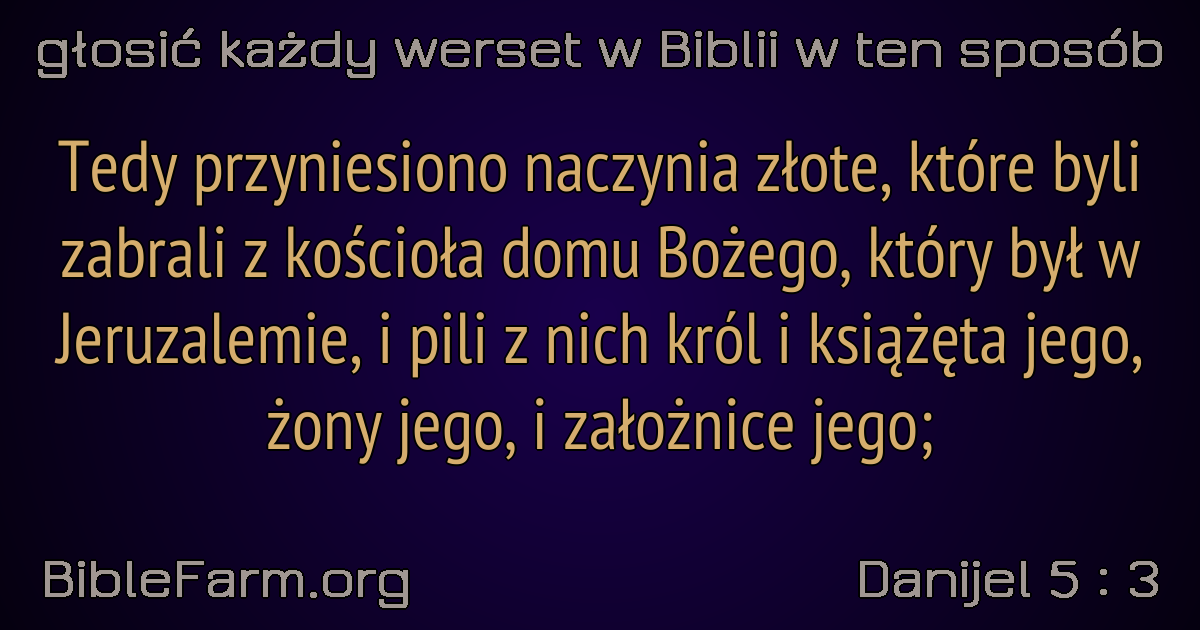 głosić każdy werset w Biblii w ten sposób
Tedy przyniesiono naczynia złote, które byli
zabrali z kościoła domu Bożego, który był w
Jeruzalemie, i pili z nich król i książęta jego,
żony jego, i założnice jego;
BibleFarm.org
Danijel 5 : 3